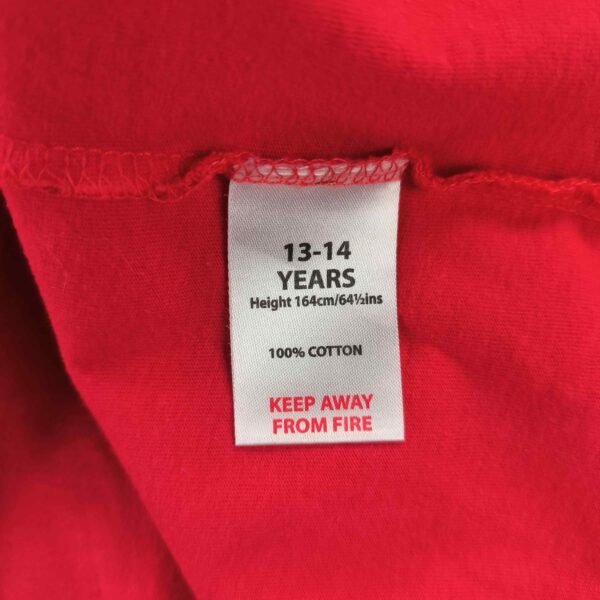 13-14
YEARS
Height 164cm/64½ins
100% COTTON
KEEP AWAY
FROM FIRE